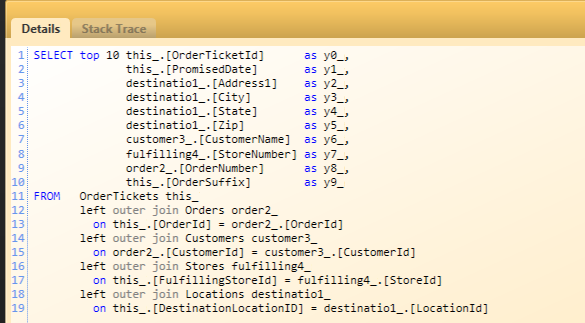 Details Stack Trace
1 SELECT top 10 this_.[OrderTicketId] as y0_,
2 this_.[PromisedDate] as y1_,
3 destinatio1_.[Address1] as y2_,
4 destinatio1_.[City] as y3_,
5 destinatio1_.[State] as y4_,
6 destinatio1_.[Zip] as y5_,
7 customer3_.[CustomerName] as y6_,
8 fulfilling4_.[StoreNumber] as y7_,
9 order2_.[OrderNumber] as y8_,
10 this_.[OrderSuffix] as y9_
11 FROM OrderTickets this_
12 left outer join Orders order2_
13 on this_.[OrderId] = order2_.[OrderId]
14 left outer join Customers customer3_
15 on order2_.[CustomerId] = customer3_.[CustomerId]
16 left outer join Stores fulfilling4_
17 on this_.[FulfillingStoreId] = fulfilling4_.[StoreId]
18 left outer join Locations destinatio1_
19 on this_.[DestinationLocationID] = destinatio1_.[LocationId]